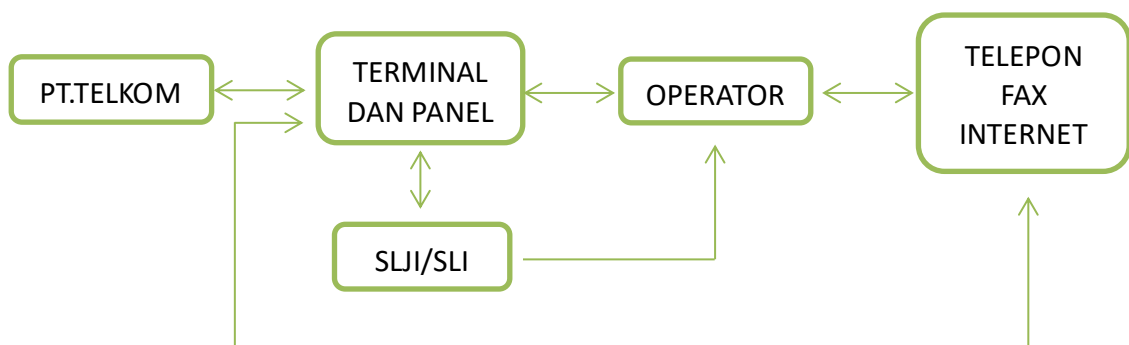 PT.TELKOM
TERMINAL
DAN PANEL
OPERATOR
TELEPON
FAX
INTERNET
SLJI/SLI